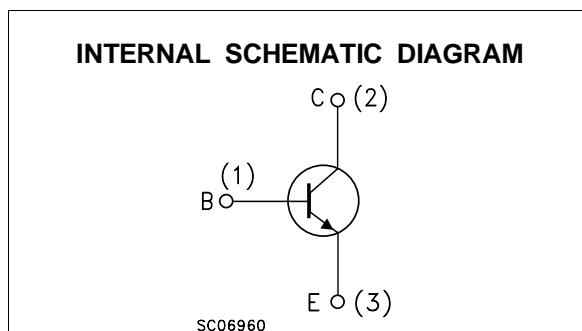 INTERNAL SCHEMATIC DIAGRAM
C (2)
(1)
B
E (3)
SC06960